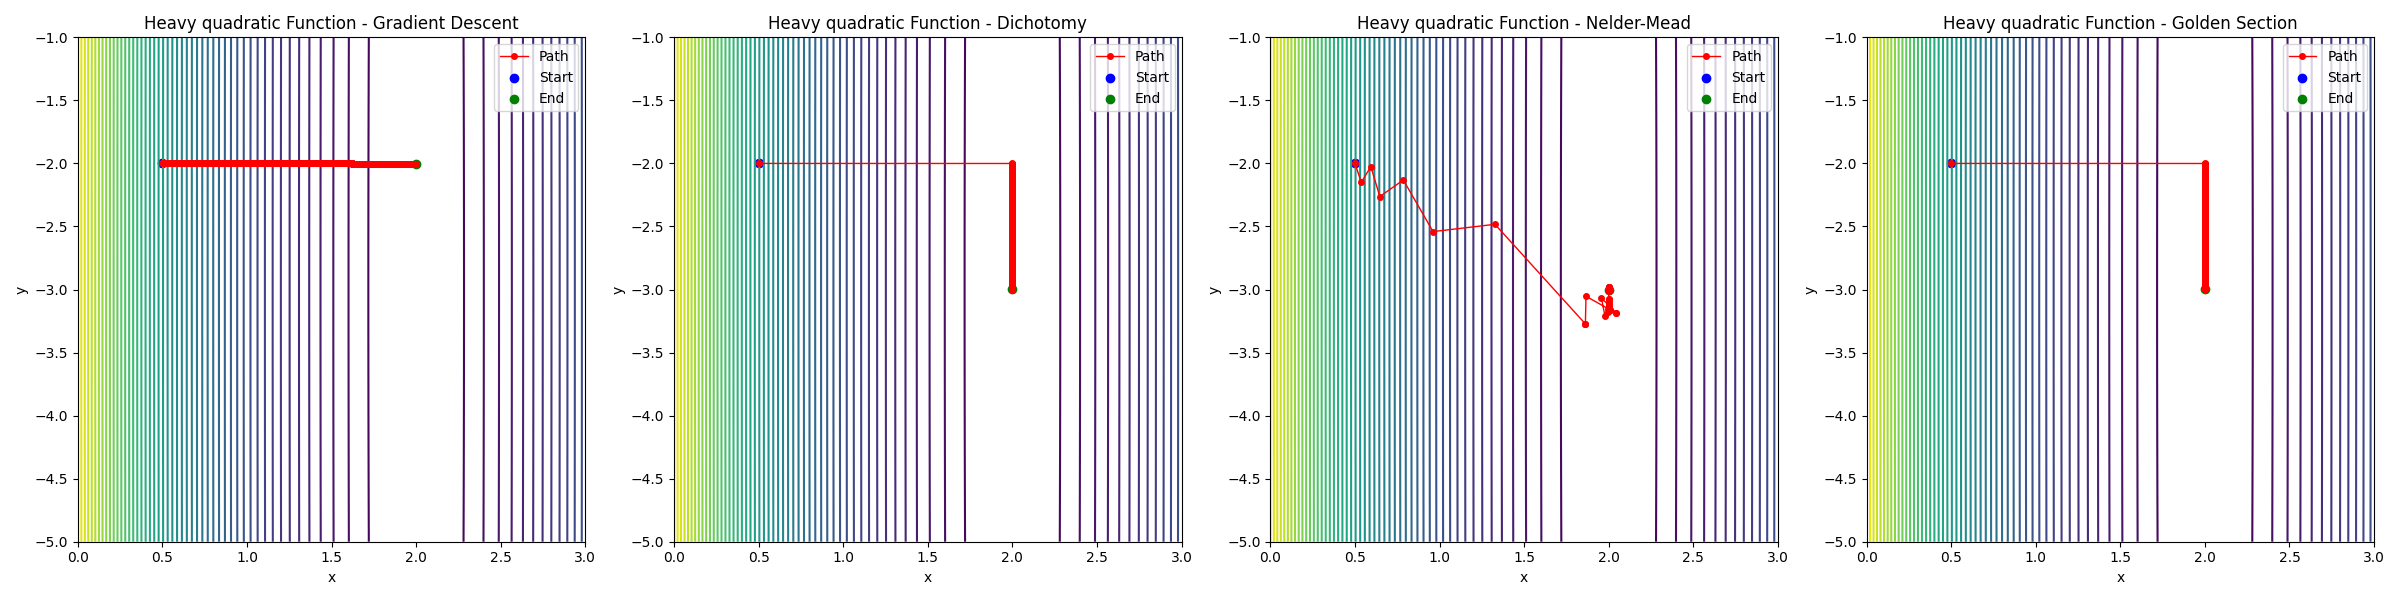 Heavy quadratic Function - Gradient Descent
−1.0
−1.5
−2.0
−2.5
−3.0
−3.5
−4.0
−4.5
−5.0
y
0.0 0.5 1.0 1.5 2.0 2.5 3.0
x
Path
Start
End
Heavy quadratic Function - Dichotomy
−1.0
−1.5
−2.0
−2.5
−3.0
−3.5
−4.0
−4.5
−5.0
y
0.0 0.5 1.0 1.5 2.0 2.5 3.0
x
Path
Start
End
Heavy quadratic Function - Nelder-Mead
−1.0
−1.5
−2.0
−2.5
−3.0
−3.5
−4.0
−4.5
−5.0
y
0.0 0.5 1.0 1.5 2.0 2.5 3.0
x
Path
Start
End
Heavy quadratic Function - Golden Section
−1.0
−1.5
−2.0
−2.5
−3.0
−3.5
−4.0
−4.5
−5.0
y
0.0 0.5 1.0 1.5 2.0 2.5 3.0
x
Path
Start
End